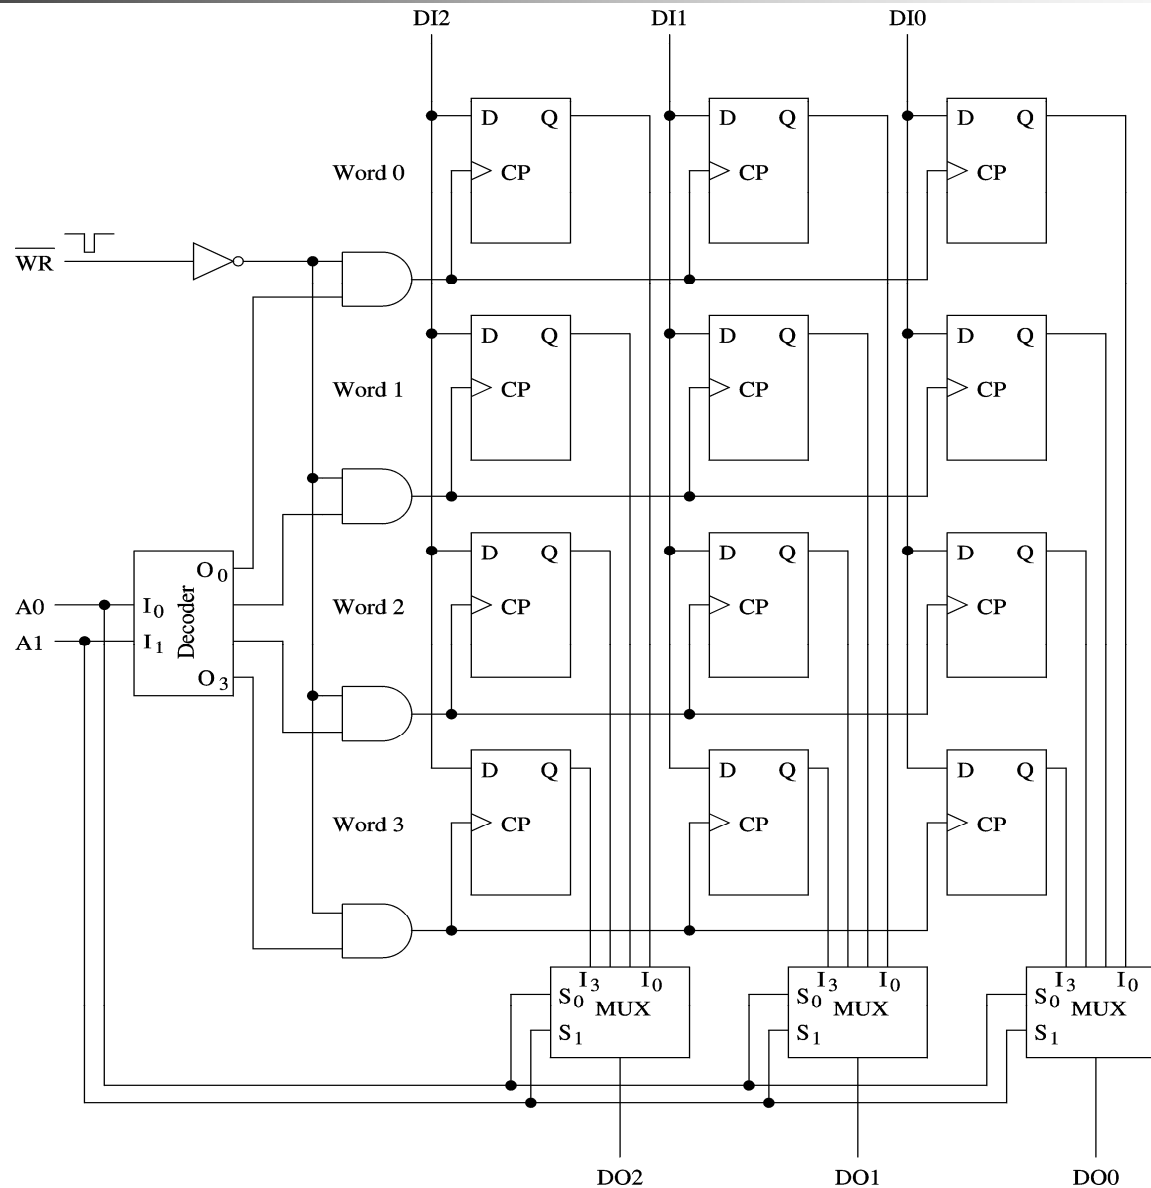 DI2 DI1 DI0
D Q D Q D Q
Word 0 CP CP CP
W̅R̅
D Q D Q D Q
Word 1 CP CP CP
D Q D Q D Q
O0
A0 I0 Decoder Word 2 CP CP CP
A1 I1
O3
D Q D Q D Q
Word 3 CP CP CP
I3 I0 I3 I0 I3 I0
S0 MUX S0 MUX S0 MUX
S1 S1 S1
DO2 DO1 DO0